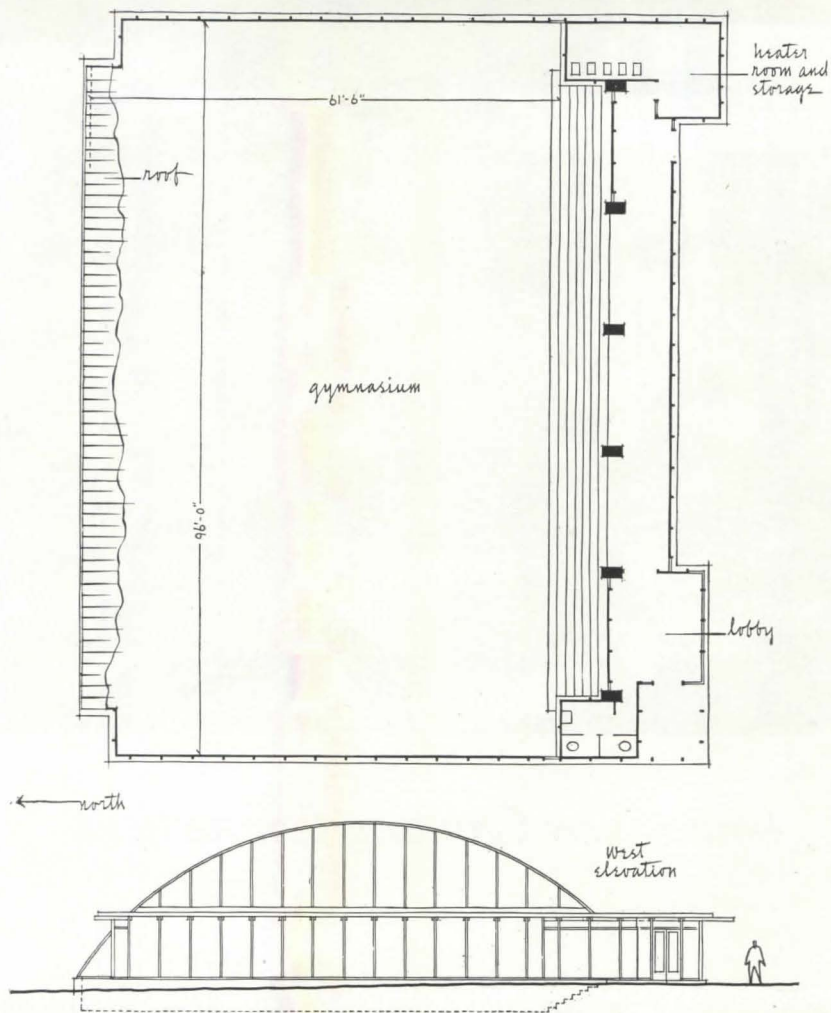 heater
room and
storage
61'-6"
roof
gymnasium
96'-0"
lobby
north
west
elevation